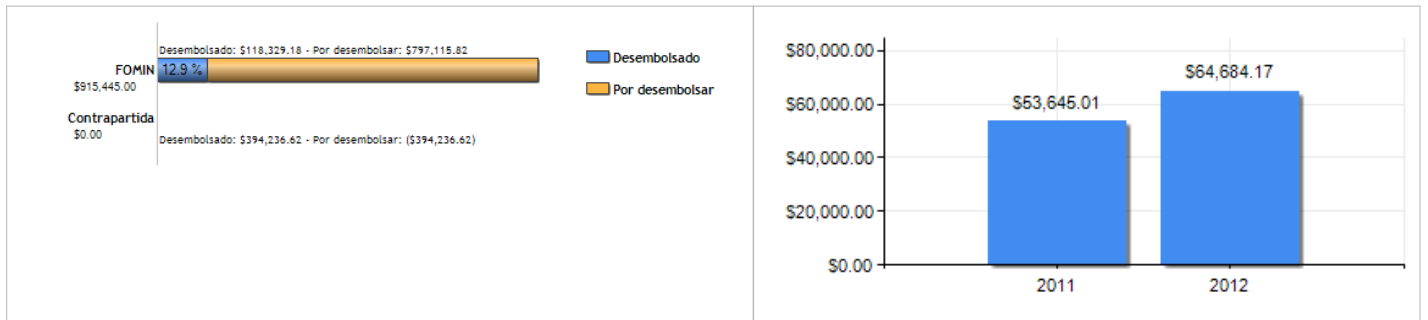 Desembolsado: $118,329.18 - Por desembolsar: $797,115.82
FOMIN
12.9 %
$915,445.00
Contrapartida
$0.00
Desembolsado: $394,236.62 - Por desembolsar: ($394,236.62)
Desembolsado
Por desembolsar
$80,000.00
$60,000.00
$40,000.00
$20,000.00
$0.00
$53,645.01
$64,684.17
2011
2012